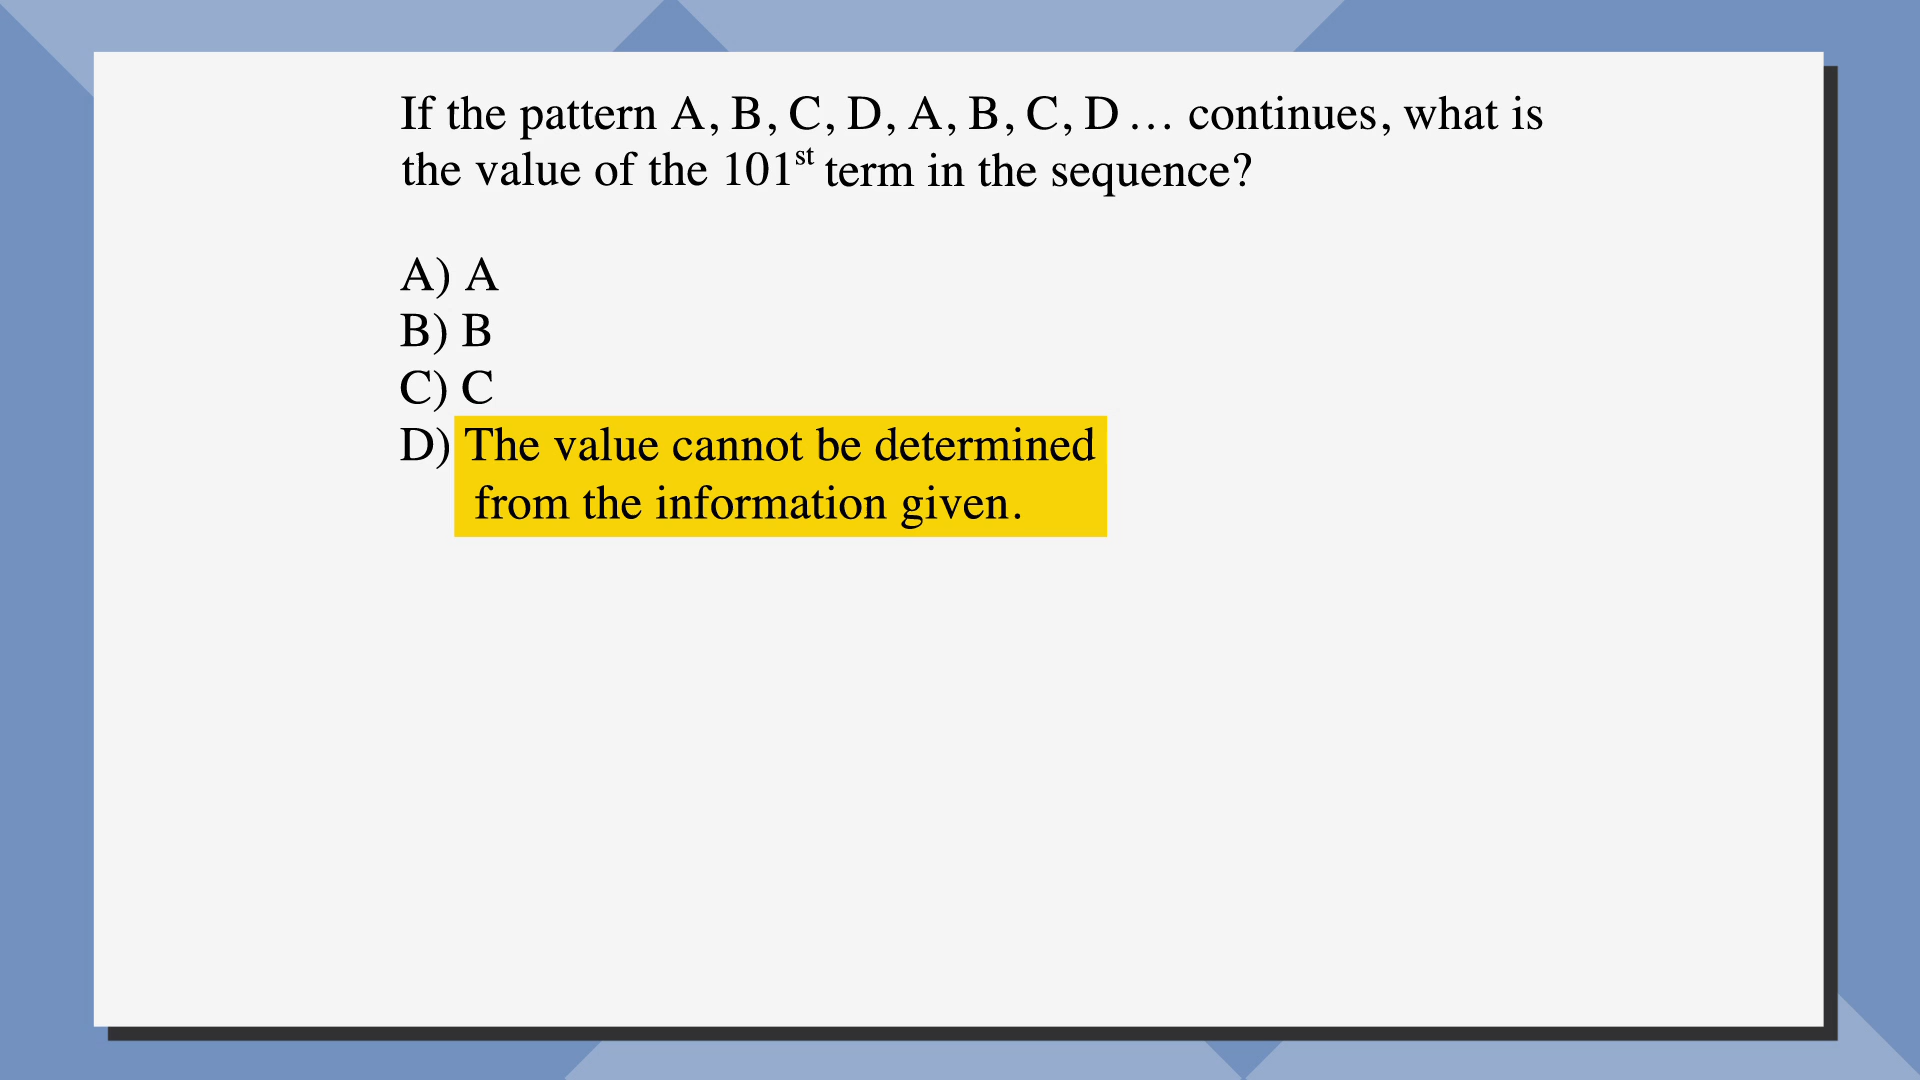 If the pattern A, B, C, D, A, B, C, D ... continues, what is
the value of the 101st term in the sequence?
A) A
B) B
C) C
D) The value cannot be determined
from the information given.